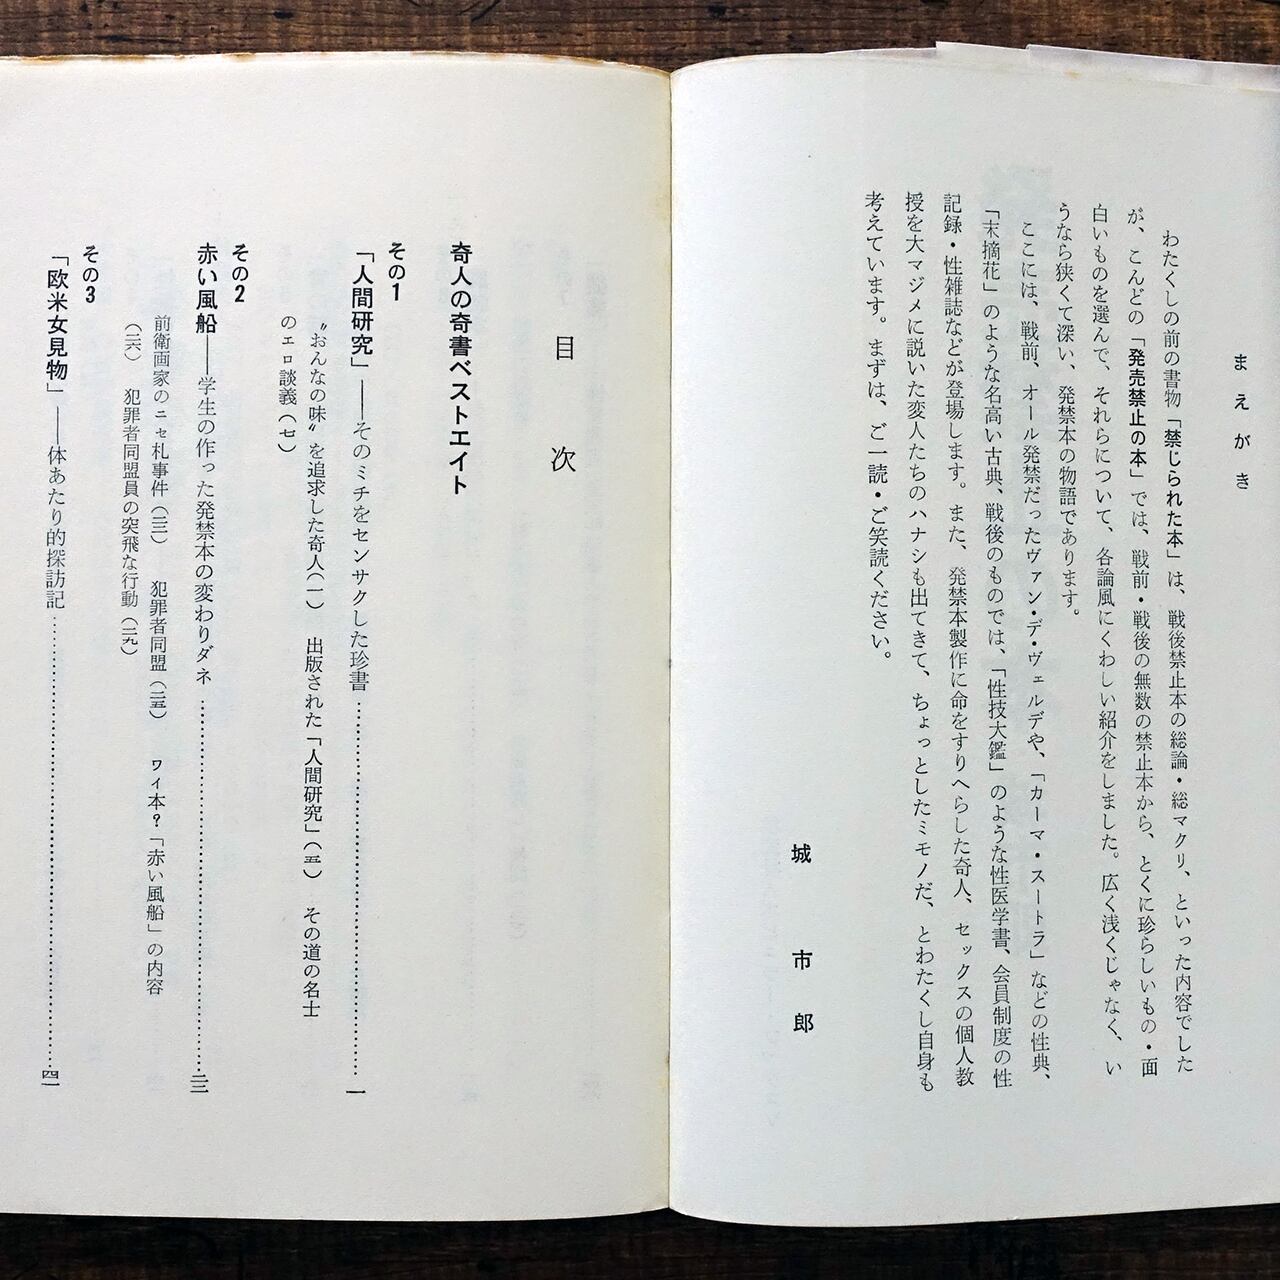 まえがき
わたくしの前の書物「禁じられた本」は、戦後禁止本の総論・総マクリ、といった内容でした
が、こんどの「発売禁止の本」では、戦前・戦後の無数の禁止本から、とくに珍らしいもの・面
白いものを選んで、それらについて、各論風にくわしい紹介をしました。広く浅くじゃなく、い
うなら狭くて深い、発禁本の物語であります。
ここには、戦前、オール発禁だったヴァン・デ・ヴェルデや、「カーマ・スートラ」などの性典、
「末摘花」のような名高い古典、戦後のものでは、「性技大鑑」のような性医学書、会員制度の性
記録・性雑誌などが登場します。また、発禁本製作に命をすりへらした奇人、セックスの個人教
授を大マジメに説いた変人たちのハナシも出てきて、ちょっとしたミモノだ、とわたくし自身も
考えています。まずは、ご一読・ご笑読ください。
城市郎
目次
奇人の奇書ベストエイト
その1
「人間研究」――そのミチをセンサクした珍書……………一
〝おんなの味〟を追求した奇人(一) 出版された「人間研究」(五) その道の名士
のエロ談義(七)
その2
赤い風船――学生の作った発禁本の変わりダネ……………二三
前衛画家のニセ札事件(二三) 犯罪者同盟(二五) ワイ本?「赤い風船」の内容
(二六) 犯罪者同盟員の突飛な行動(二九)
その3
「欧米女見物」――体あたり的探訪記……………四一